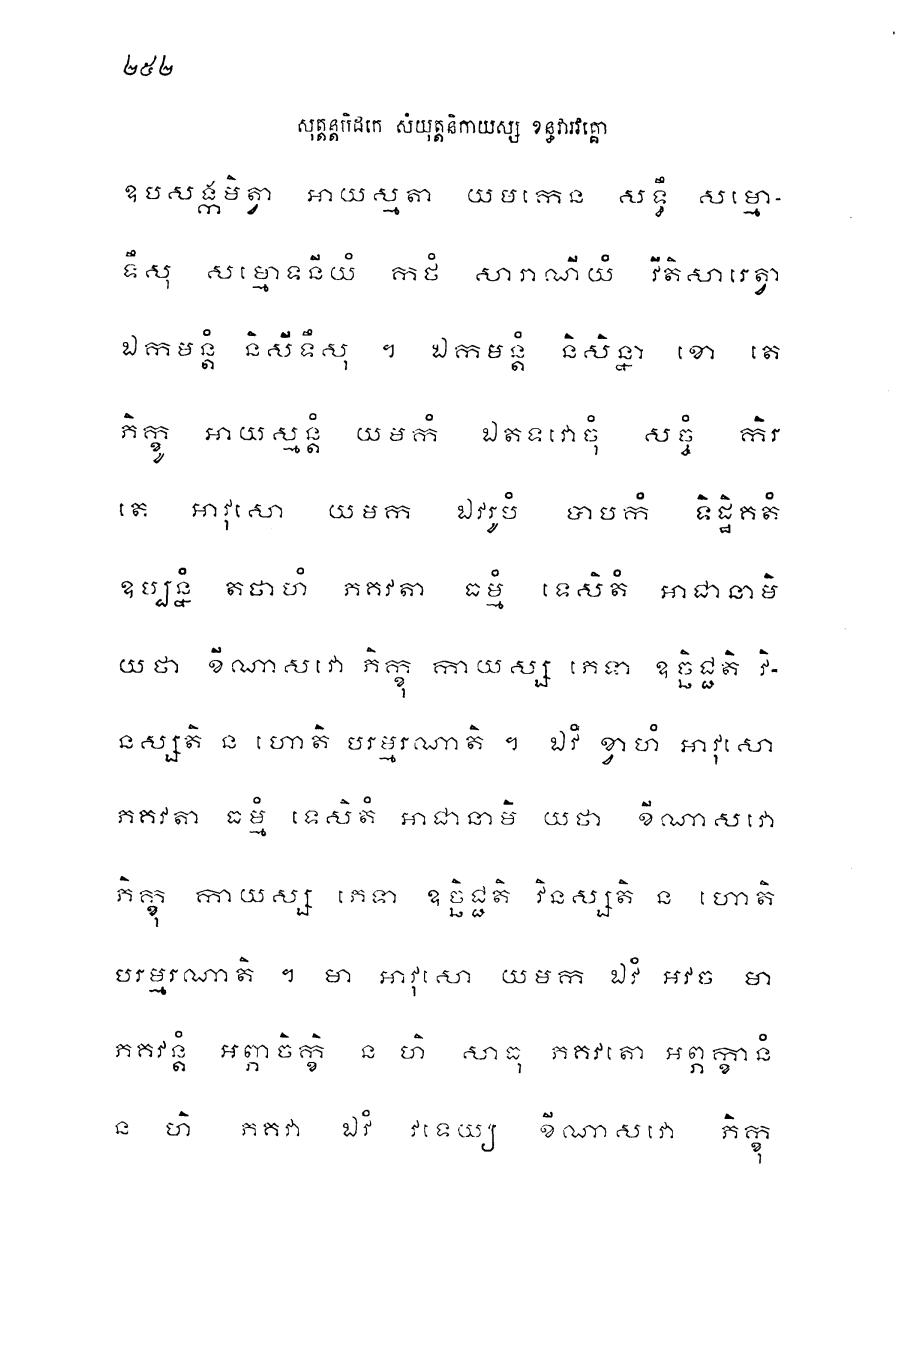 ២៥២
សុត្តន្តបិដកេ សំយុត្តនិកាយស្ស ខន្ធវារវគ្គោ
ឧបសង្កមិត្វា អាយស្មតា យមកេន សទ្ធឹ សម្មោ-
ទឹសុ សម្មោទនីយំ កថំ សារាណីយំ វីតិសារេត្វា
ឯកមន្តំ និសីទឹសុ ។ ឯកមន្តំ និសិន្នា ខោ តេ
ភិក្ខូ អាយស្មន្តំ យមកំ ឯតទវោចុំ សច្ចំ កិរ
តេ អាវុសោ យមក ឯវរូបំ បាបកំ ទិដ្ឋិគតំ
ឧប្បន្នំ តថាហំ ភគវតា ធម្មំ ទេសិតំ អាជានាមិ
យថា ខីណាសវោ ភិក្ខុ កាយស្ស ភេទា ឧច្ឆិជ្ជតិ វិ-
នស្សតិ ន ហោតិ បរម្មរណាតិ ។ ឯវំ ខ្វាហំ អាវុសោ
ភគវតា ធម្មំ ទេសិតំ អាជានាមិ យថា ខីណាសវោ
ភិក្ខុ កាយស្ស ភេទា ឧច្ឆិជ្ជតិ វិនស្សតិ ន ហោតិ
បរម្មរណាតិ ។ មា អាវុសោ យមក ឯវំ អវច មា
ភគវន្តំ អព្ភាចិក្ខិ ន ហិ សាធុ ភគវតោ អព្ភក្ខានំ
ន ហិ ភគវា ឯវំ វទេយ្យ ខីណាសវោ ភិក្ខុ